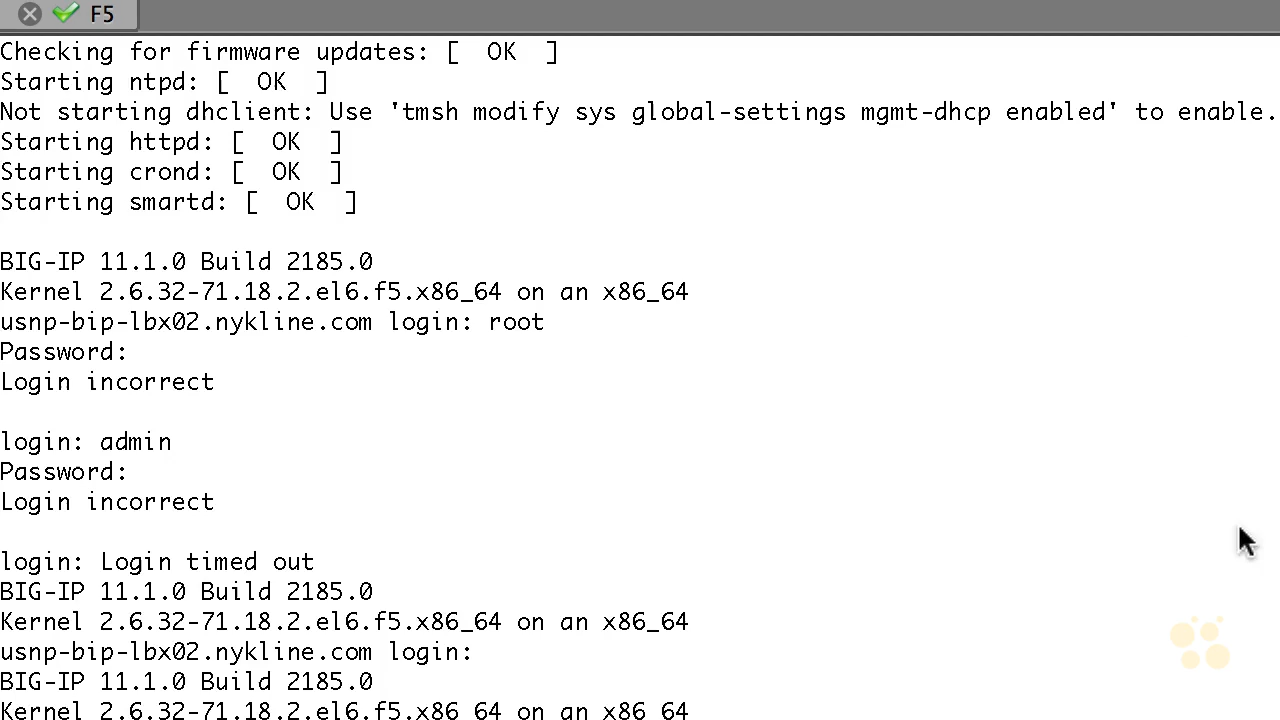 F5
Checking for firmware updates: [  OK  ]
Starting ntpd: [  OK  ]
Not starting dhclient: Use 'tmsh modify sys global-settings mgmt-dhcp enabled' to enable.
Starting httpd: [  OK  ]
Starting crond: [  OK  ]
Starting smartd: [  OK  ]
BIG-IP 11.1.0 Build 2185.0
Kernel 2.6.32-71.18.2.el6.f5.x86_64 on an x86_64
usnp-bip-lbx02.nykline.com login: root
Password:
Login incorrect
login: admin
Password:
Login incorrect
login: Login timed out
BIG-IP 11.1.0 Build 2185.0
Kernel 2.6.32-71.18.2.el6.f5.x86_64 on an x86_64
usnp-bip-lbx02.nykline.com login:
BIG-IP 11.1.0 Build 2185.0
Kernel 2.6.32-71.18.2.el6.f5.x86_64 on an x86_64